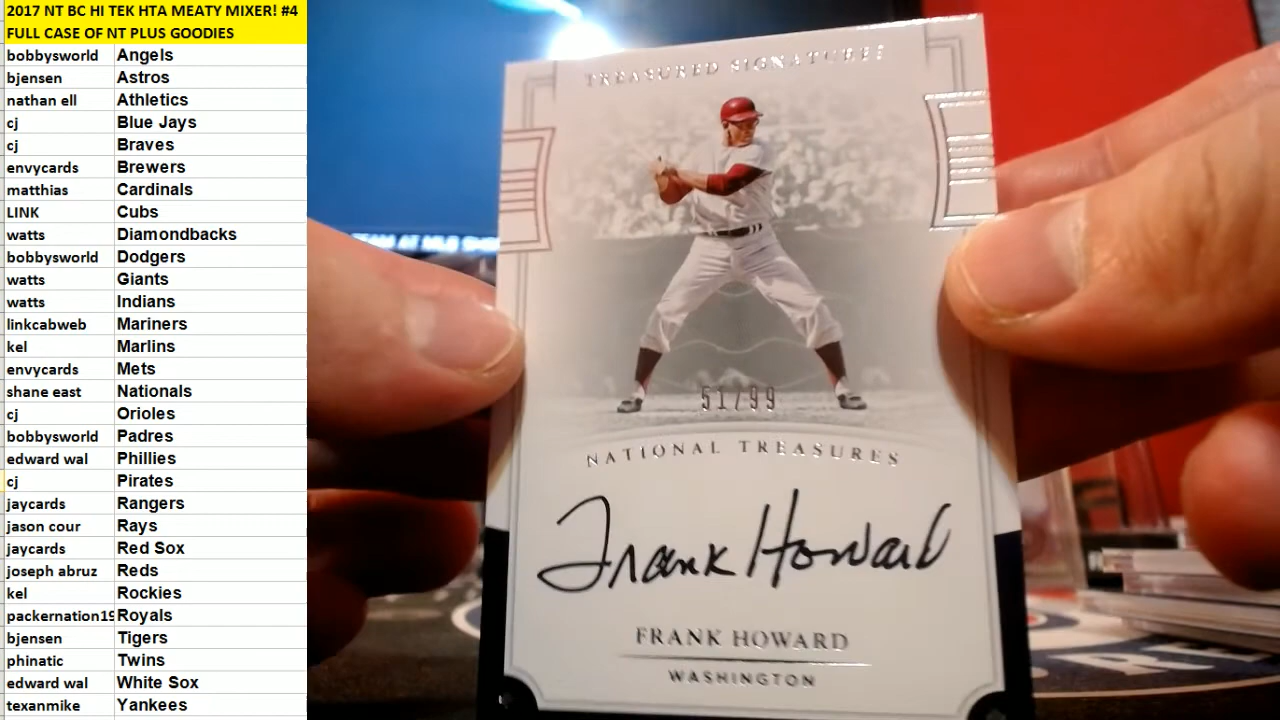 2017 NT BC HI TEK HTA MEATY MIXER! #4
FULL CASE OF NT PLUS GOODIES
bobbysworld Angels
bjensen Astros
nathan ell Athletics
cj Blue Jays
cj Braves
envycards Brewers
matthias Cardinals
LINK Cubs
watts Diamondbacks
bobbysworld Dodgers
watts Giants
watts Indians
linkcabweb Mariners
kel Marlins
envycards Mets
shane east Nationals
cj Orioles
bobbysworld Padres
edward wal Phillies
cj Pirates
jaycards Rangers
jason cour Rays
jaycards Red Sox
joseph abruz Reds
kel Rockies
packernation19 Royals
bjensen Tigers
phinatic Twins
edward wal White Sox
texanmike Yankees
TREASURED SIGNATURES
51/99
NATIONAL TREASURES
Frank Howard
FRANK HOWARD
WASHINGTON